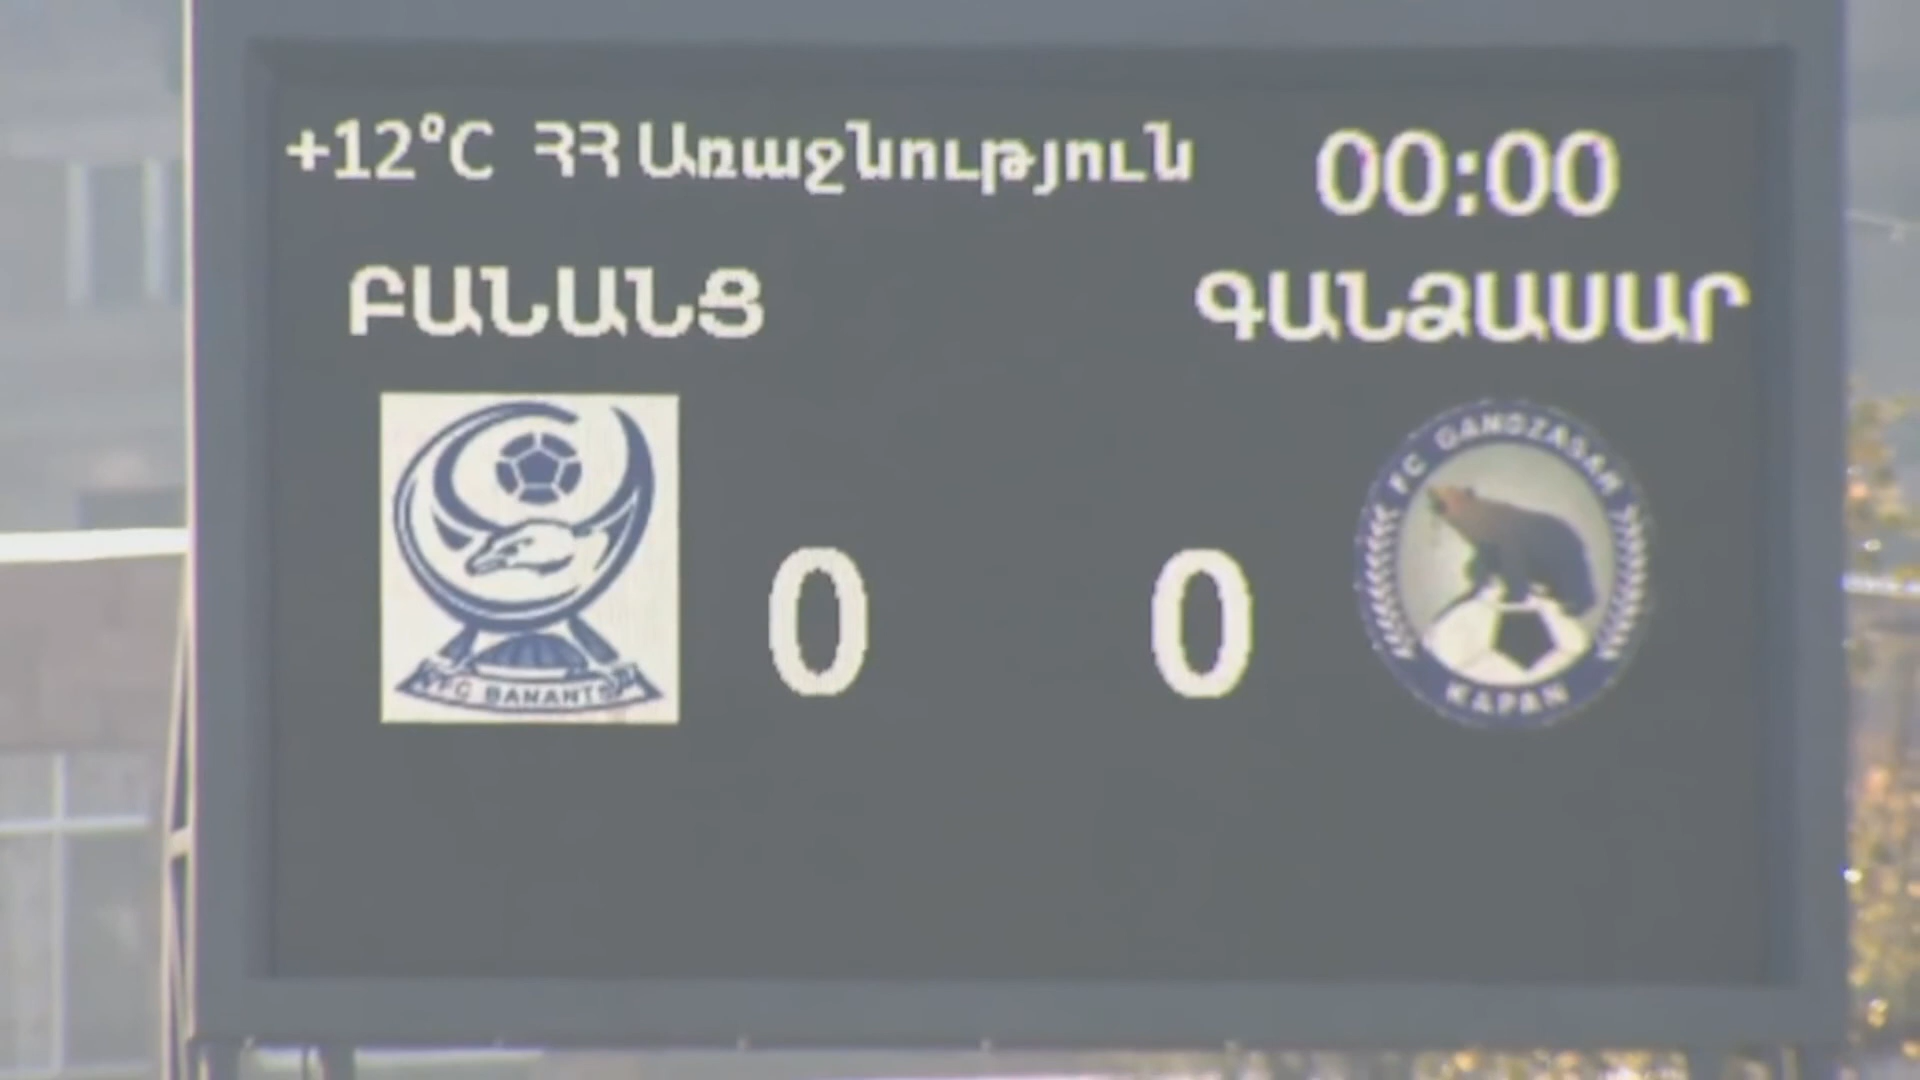 +12°C ՀՀ Առաջնություն 00:00
ԲԱՆԱՆՑ ԳԱՆՁԱՍԱՐ
FC GANDZASAR
0 0
FC BANANTS
KAPAN